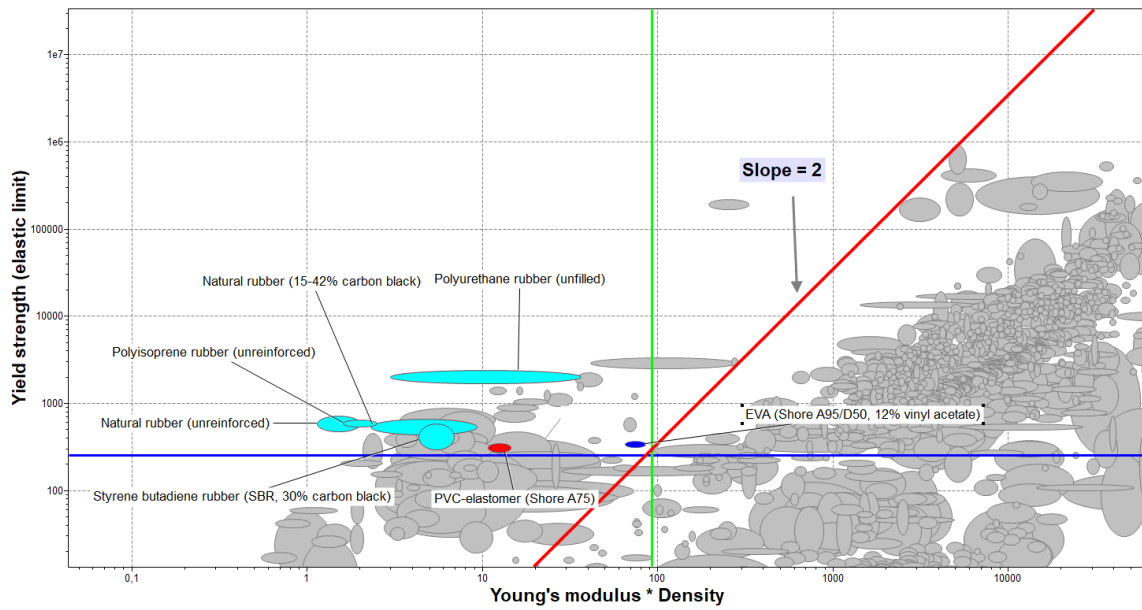 1e7
1e6
100000
10000
1000
100
Yield strength (elastic limit)
Slope = 2
Natural rubber (15-42% carbon black)
Polyurethane rubber (unfilled)
Polyisoprene rubber (unreinforced)
Natural rubber (unreinforced)
EVA (Shore A95/D50, 12% vinyl acetate)
Styrene butadiene rubber (SBR, 30% carbon black)
PVC-elastomer (Shore A75)
0.1
1
10
100
1000
10000
Young's modulus * Density